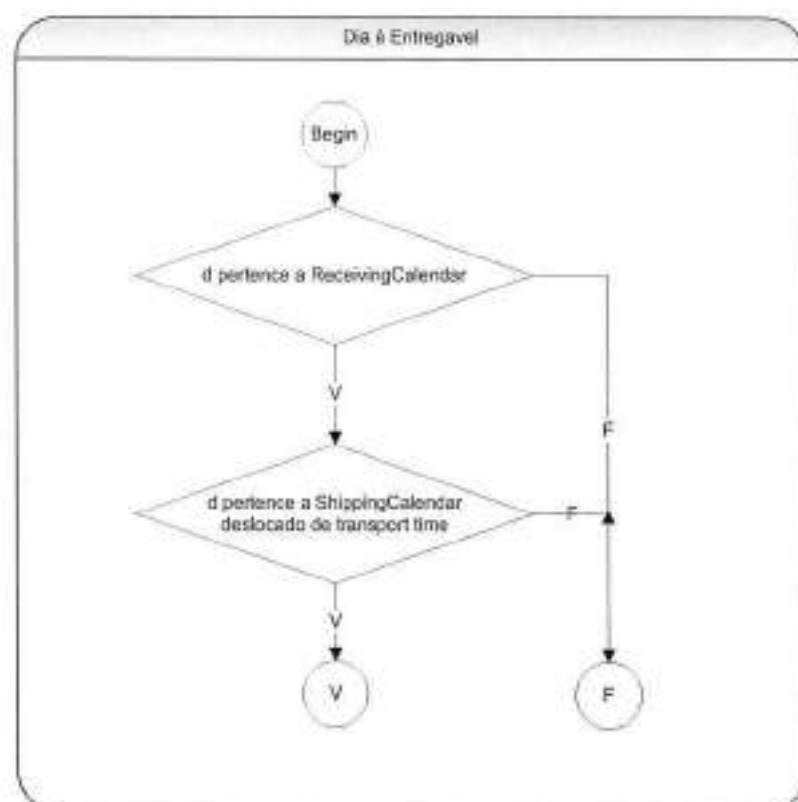 Dia é Entregavel
Begin
d pertence a ReceivingCalendar
V
F
d pertence a ShippingCalendar
deslocado de transport time
F
V
V
F